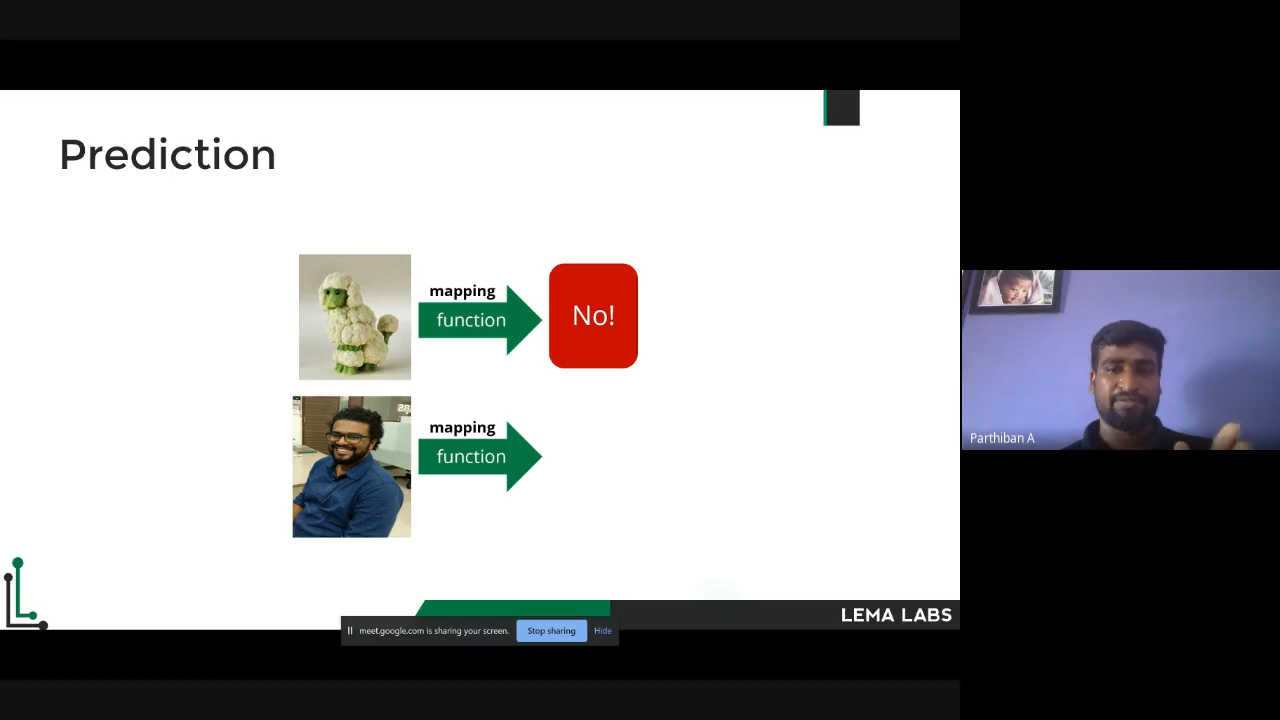 Prediction
mapping
function
No!
mapping
function
Parthiban A
LEMA LABS
meet.google.com is sharing your screen.
Stop sharing
Hide